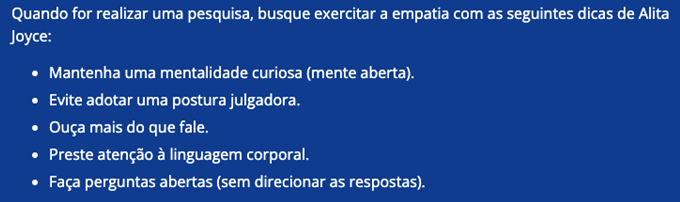 Quando for realizar uma pesquisa, busque exercitar a empatia com as seguintes dicas de Alita
Joyce:
• Mantenha uma mentalidade curiosa (mente aberta).
• Evite adotar uma postura julgadora.
• Ouça mais do que fale.
• Preste atenção à linguagem corporal.
• Faça perguntas abertas (sem direcionar as respostas).